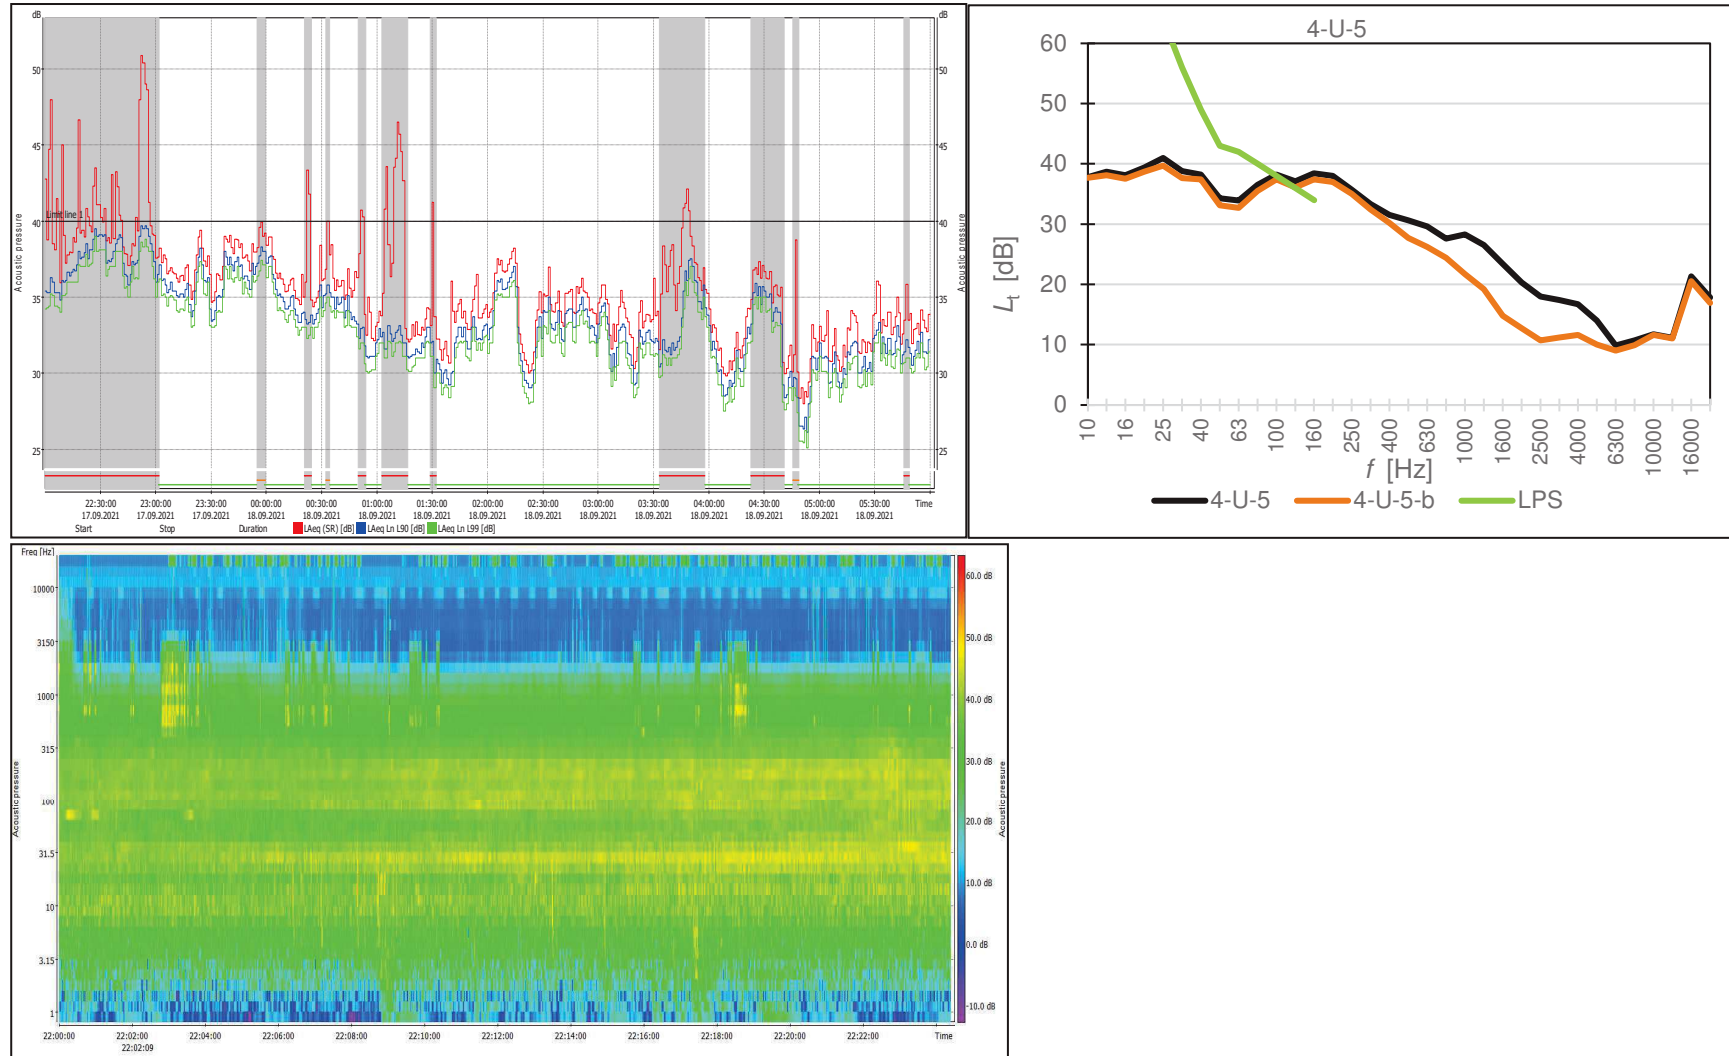 dB
dB
50
50
45
45
40
40
35
35
30
30
25
25
Limit line 1
Acoustic pressure
Acoustic pressure
22:30:00 23:00:00 23:30:00 00:00:00 00:30:00 01:00:00 01:30:00 02:00:00 02:30:00 03:00:00 03:30:00 04:00:00 04:30:00 05:00:00 05:30:00 Time
17.09.2021 17.09.2021 17.09.2021 18.09.2021 18.09.2021 18.09.2021 18.09.2021 18.09.2021 18.09.2021 18.09.2021 18.09.2021 18.09.2021 18.09.2021 18.09.2021 18.09.2021
Start Stop Duration LAeq (SR) [dB] LAeq Ln L90 [dB] LAeq Ln L99 [dB]
4-U-5
60
50
40
30
20
10
0
Lt [dB]
10 16 25 40 63 100 160 250 400 630 1000 1600 2500 4000 6300 10000 16000
f [Hz]
4-U-5 4-U-5-b LPS
Freq [Hz]
10000
3150
1000
315
100
31.5
10
3.15
1
Acoustic pressure
Acoustic pressure
60.0 dB
50.0 dB
40.0 dB
30.0 dB
20.0 dB
10.0 dB
0.0 dB
-10.0 dB
22:00:00 22:02:00 22:04:00 22:06:00 22:08:00 22:10:00 22:12:00 22:14:00 22:16:00 22:18:00 22:20:00 22:22:00 Time
22:02:09